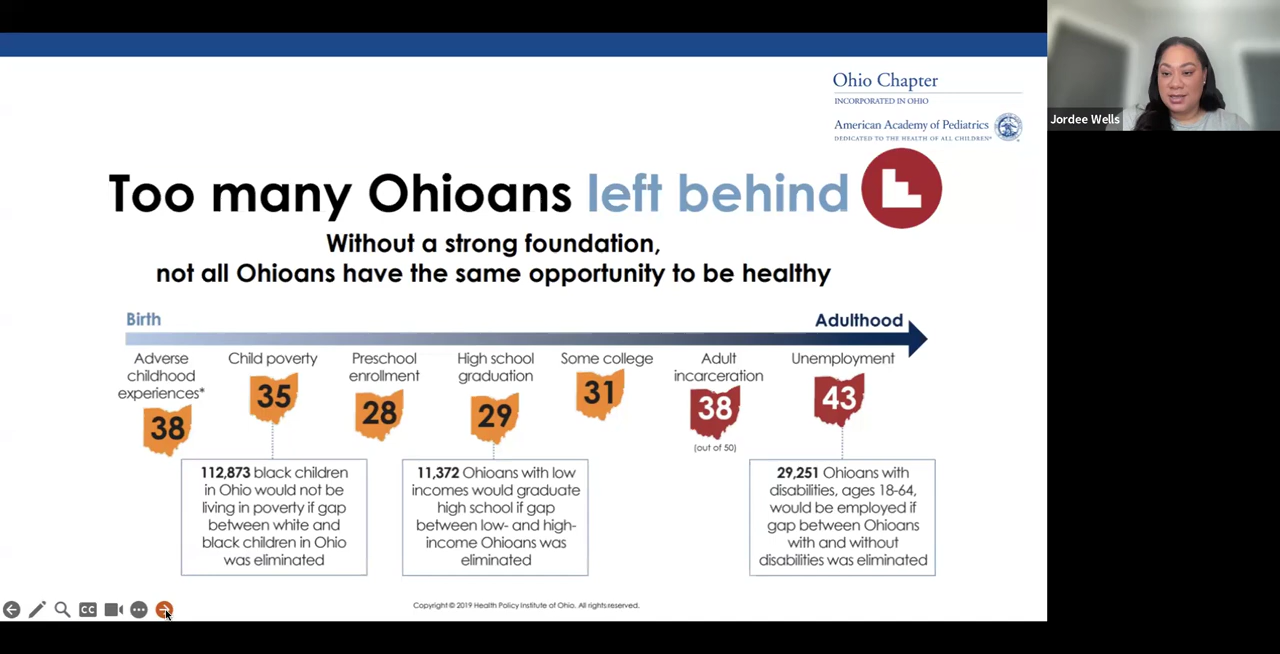 Ohio Chapter
INCORPORATED IN OHIO
American Academy of Pediatrics
DEDICATED TO THE HEALTH OF ALL CHILDREN®
Jordee Wells
Too many Ohioans left behind
Without a strong foundation,
not all Ohioans have the same opportunity to be healthy
Birth
Adulthood
Adverse
childhood
experiences*
38
Child poverty
35
Preschool
enrollment
28
High school
graduation
29
Some college
31
Adult
incarceration
38
(out of 50)
Unemployment
43
112,873 black children
in Ohio would not be
living in poverty if gap
between white and
black children in Ohio
was eliminated
11,372 Ohioans with low
incomes would graduate
high school if gap
between low- and high-
income Ohioans was
eliminated
29,251 Ohioans with
disabilities, ages 18-64,
would be employed if
gap between Ohioans
with and without
disabilities was eliminated
CC
Copyright © 2019 Health Policy Institute of Ohio. All rights reserved.